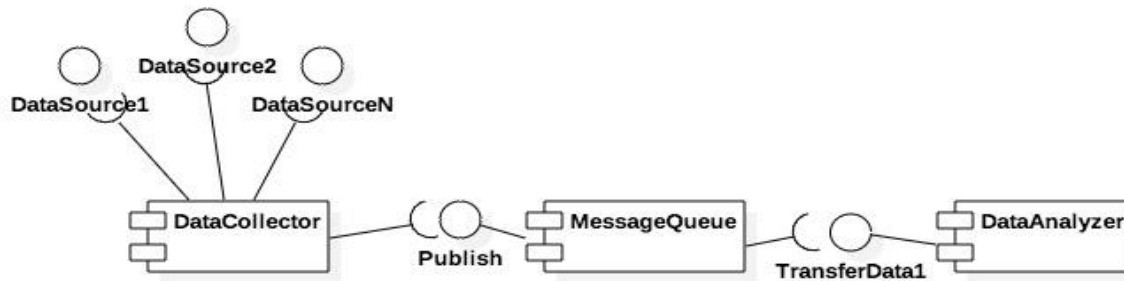 DataSource2
DataSource1
DataSourceN
DataCollector
MessageQueue
DataAnalyzer
Publish
TransferData1